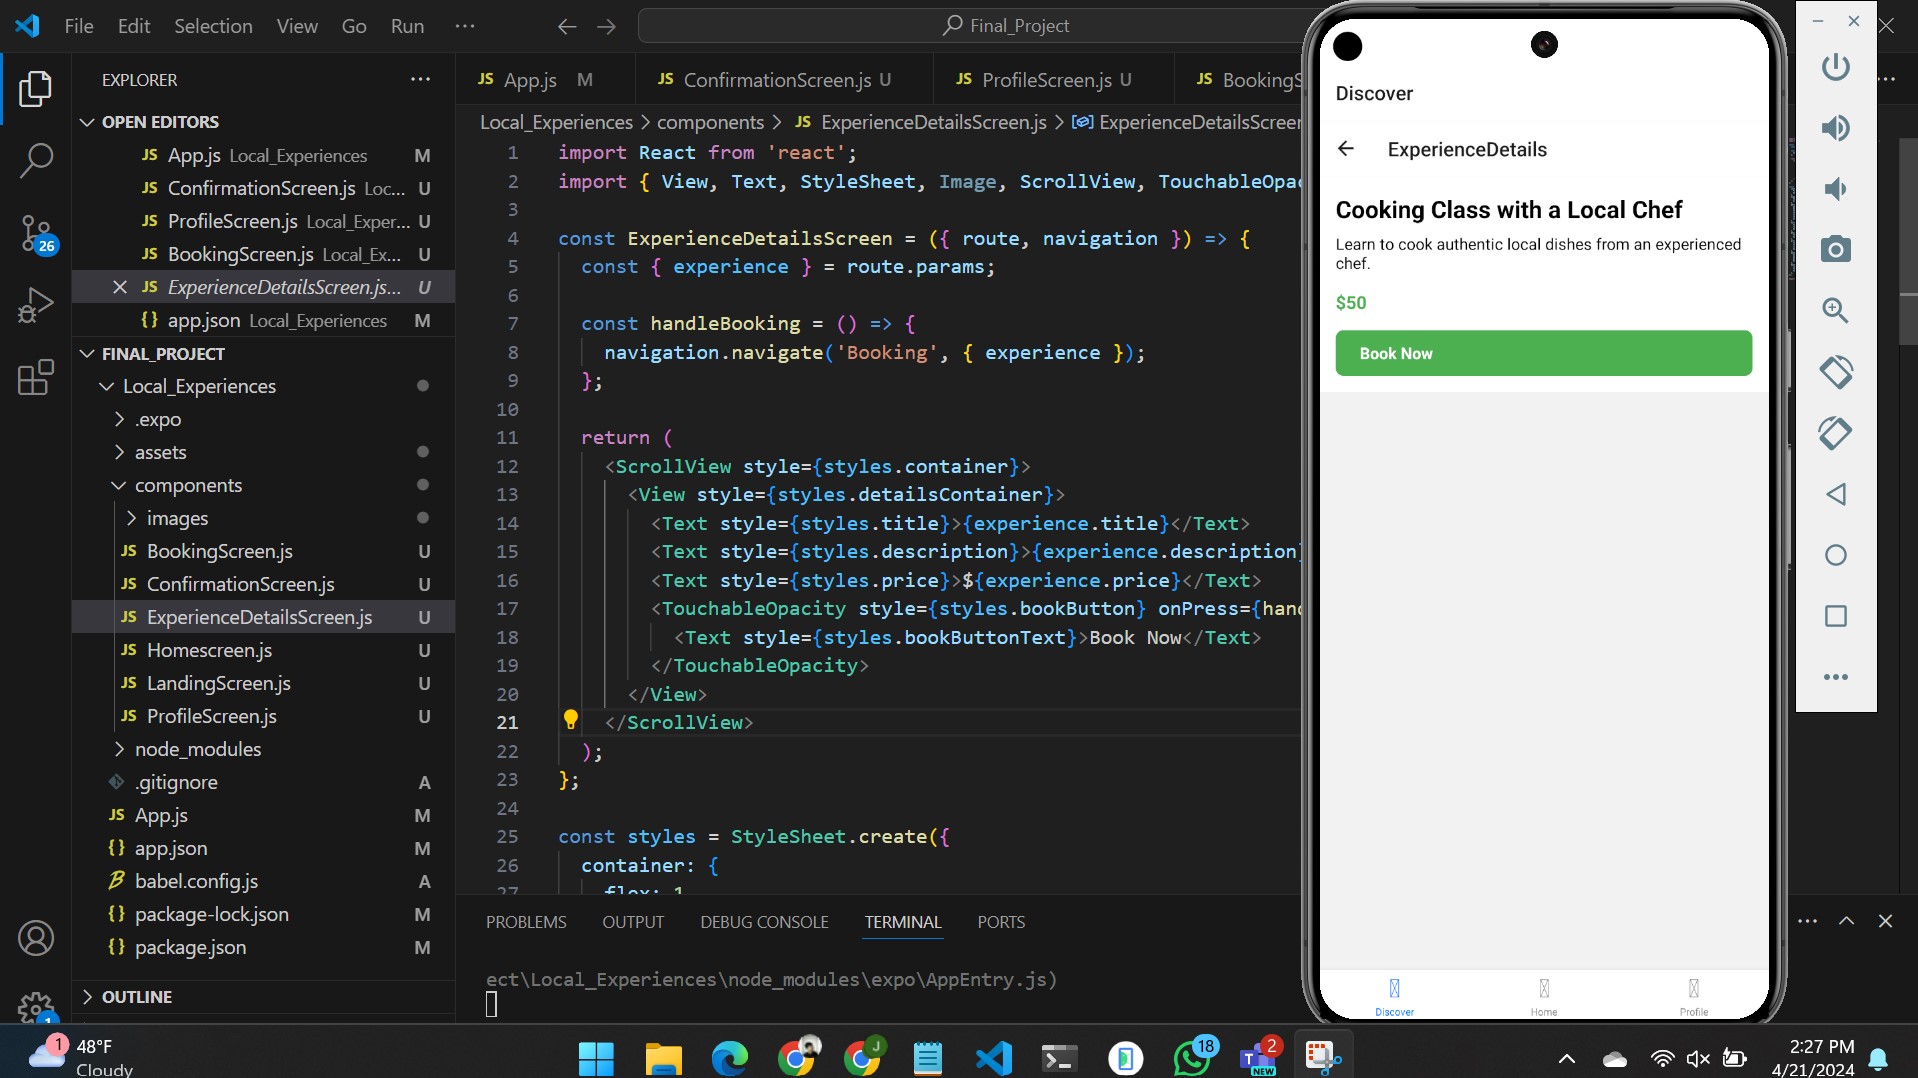 File Edit Selection View Go Run
Final_Project
EXPLORER
OPEN EDITORS
JS App.js Local_Experiences M
JS ConfirmationScreen.js Loc... U
JS ProfileScreen.js Local_Exper... U
JS BookingScreen.js Local_Ex... U
JS ExperienceDetailsScreen.js... U
{} app.json Local_Experiences M
FINAL_PROJECT
Local_Experiences
.expo
assets
components
images
JS BookingScreen.js U
JS ConfirmationScreen.js U
JS ExperienceDetailsScreen.js U
JS Homescreen.js U
JS LandingScreen.js U
JS ProfileScreen.js U
node_modules
.gitignore A
JS App.js M
{} app.json M
babel.config.js A
{} package-lock.json M
{} package.json M
OUTLINE
26
1
JS App.js M
JS ConfirmationScreen.js U
JS ProfileScreen.js U
JS BookingS
Local_Experiences > components > JS ExperienceDetailsScreen.js > ExperienceDetailsScreen
1 import React from 'react';
2 import { View, Text, StyleSheet, Image, ScrollView, TouchableOpac
3
4 const ExperienceDetailsScreen = ({ route, navigation }) => {
5 const { experience } = route.params;
6
7 const handleBooking = () => {
8 navigation.navigate('Booking', { experience });
9 };
10
11 return (
12 <ScrollView style={styles.container}>
13 <View style={styles.detailsContainer}>
14 <Text style={styles.title}>{experience.title}</Text>
15 <Text style={styles.description}>{experience.description}
16 <Text style={styles.price}>${experience.price}</Text>
17 <TouchableOpacity style={styles.bookButton} onPress={hand
18 <Text style={styles.bookButtonText}>Book Now</Text>
19 </TouchableOpacity>
20 </View>
21 </ScrollView>
22 );
23 };
24
25 const styles = StyleSheet.create({
26 container: {
27 flex: 1
PROBLEMS OUTPUT DEBUG CONSOLE TERMINAL PORTS
ect\Local_Experiences\node_modules\expo\AppEntry.js)
Discover
ExperienceDetails
Cooking Class with a Local Chef
Learn to cook authentic local dishes from an experienced
chef.
$50
Book Now
Discover Home Profile
1
48°F
Cloudy
J
18
2
T
NEW
2:27 PM
4/21/2024